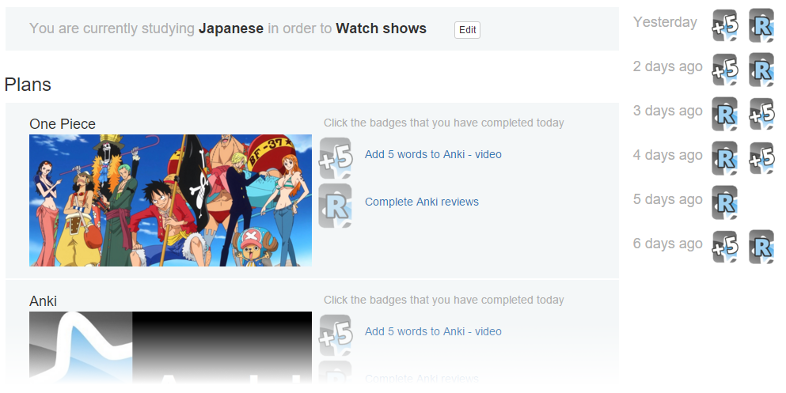 You are currently studying Japanese in order to Watch shows Edit
Plans
One Piece
Click the badges that you have completed today
+5 Add 5 words to Anki - video
R Complete Anki reviews
Anki
Click the badges that you have completed today
+5 Add 5 words to Anki - video
Complete Anki reviews
Yesterday +5 R
2 days ago +5 R
3 days ago R +5
4 days ago R +5
5 days ago R
6 days ago +5 R